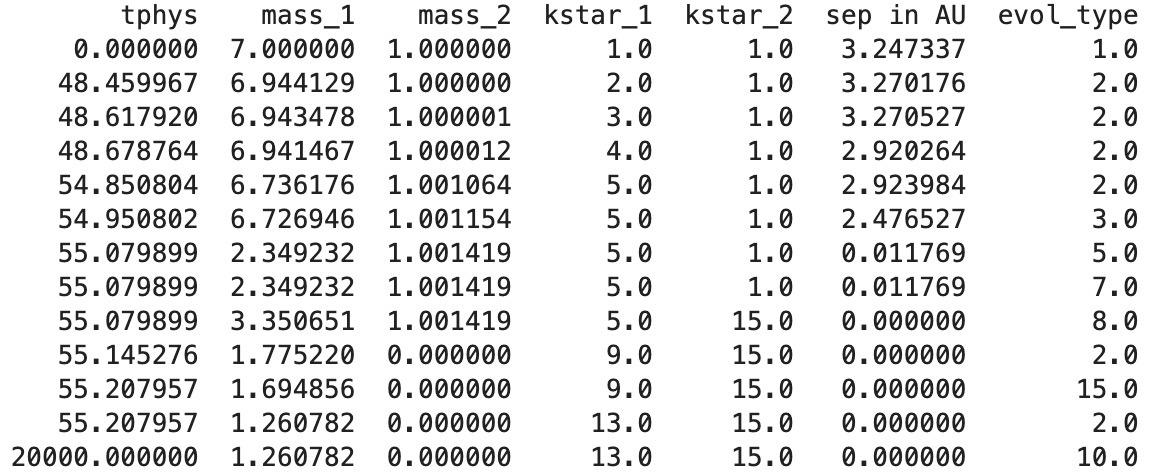 tphys mass_1 mass_2 kstar_1 kstar_2 sep in AU evol_type
0.000000 7.000000 1.000000 1.0 1.0 3.247337 1.0
48.459967 6.944129 1.000000 2.0 1.0 3.270176 2.0
48.617920 6.943478 1.000001 3.0 1.0 3.270527 2.0
48.678764 6.941467 1.000012 4.0 1.0 2.920264 2.0
54.850804 6.736176 1.001064 5.0 1.0 2.923984 2.0
54.950802 6.726946 1.001154 5.0 1.0 2.476527 3.0
55.079899 2.349232 1.001419 5.0 1.0 0.011769 5.0
55.079899 2.349232 1.001419 5.0 1.0 0.011769 7.0
55.079899 3.350651 1.001419 5.0 15.0 0.000000 8.0
55.145276 1.775220 0.000000 9.0 15.0 0.000000 2.0
55.207957 1.694856 0.000000 9.0 15.0 0.000000 15.0
55.207957 1.260782 0.000000 13.0 15.0 0.000000 2.0
20000.000000 1.260782 0.000000 13.0 15.0 0.000000 10.0